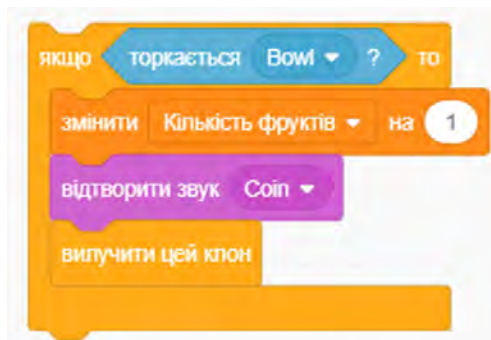 якщо торкається Bowl ? то
змінити Кількість фруктів на 1
відтворити звук Coin
вилучити цей клон